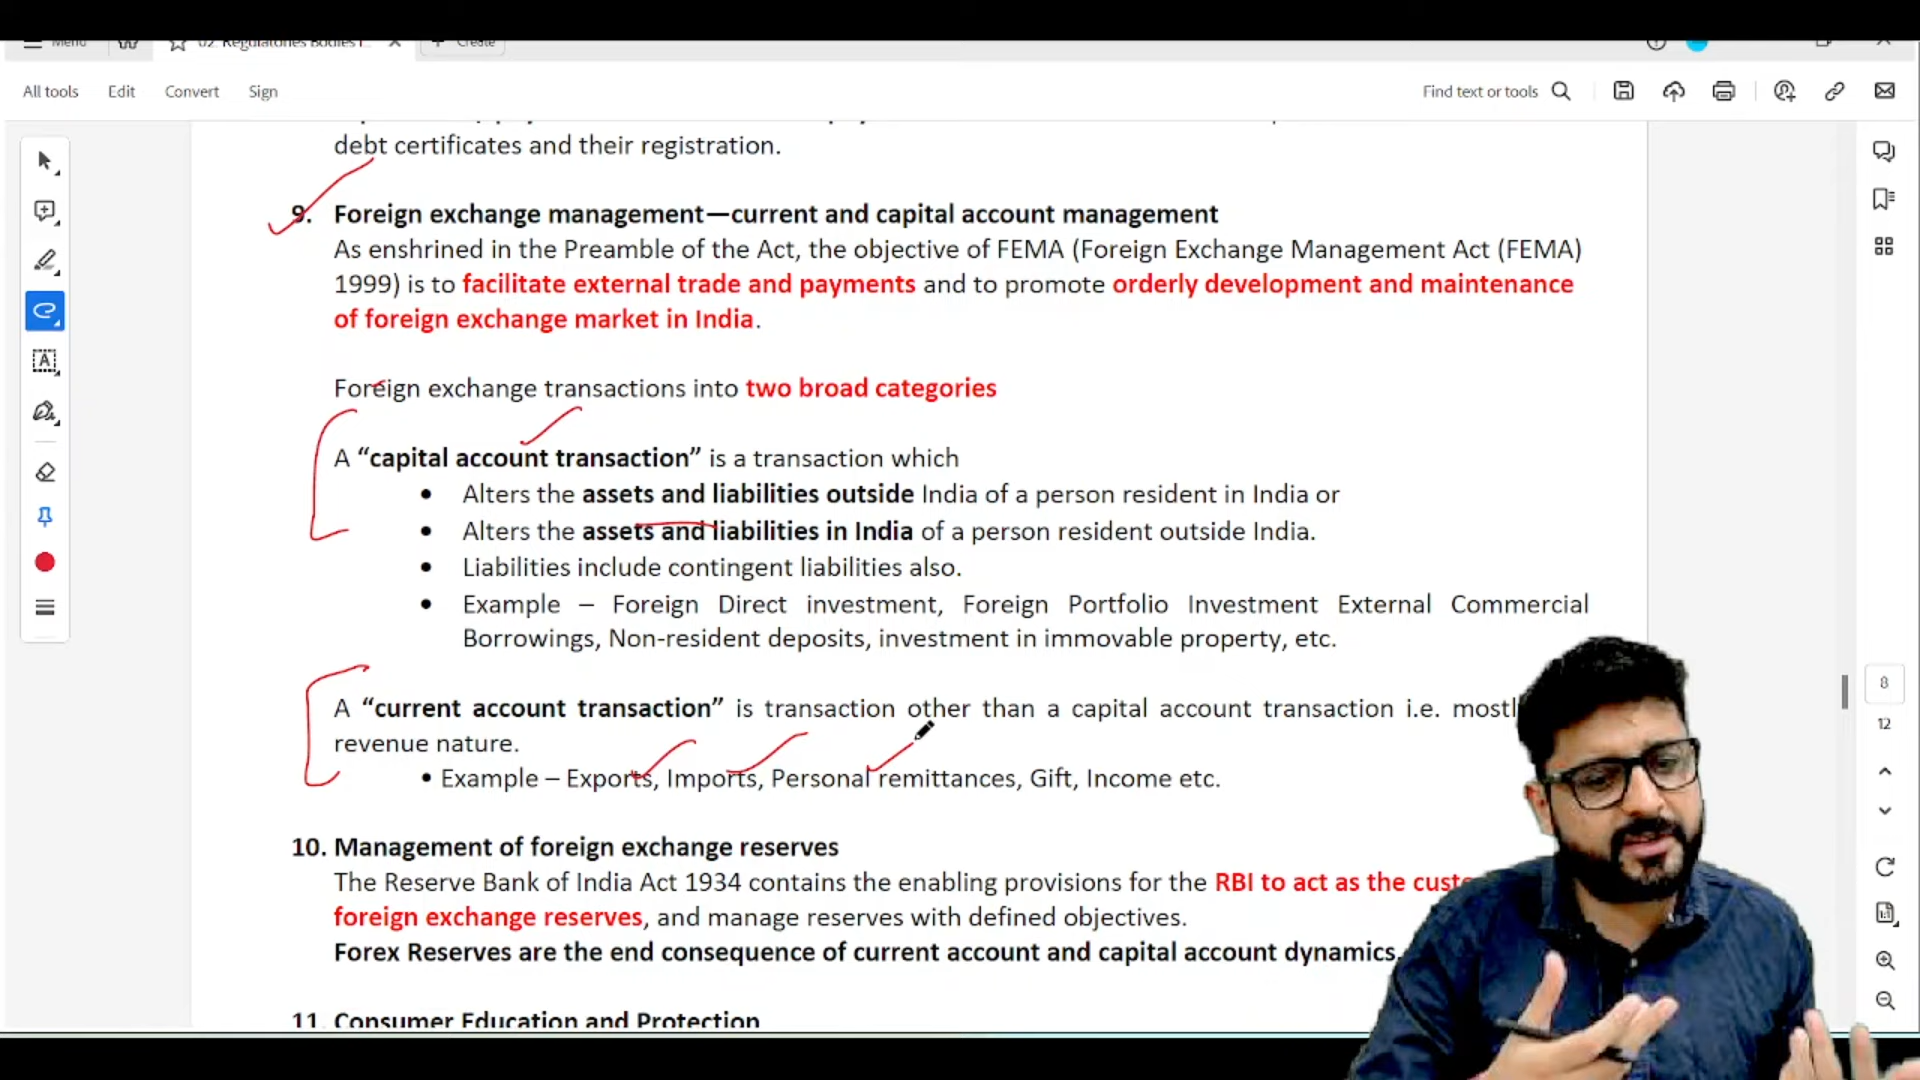 Menu
02. Regulatories Bodies I...
Create
All tools
Edit
Convert
Sign
Find text or tools
debt certificates and their registration.
9. Foreign exchange management—current and capital account management
As enshrined in the Preamble of the Act, the objective of FEMA (Foreign Exchange Management Act (FEMA)
1999) is to facilitate external trade and payments and to promote orderly development and maintenance
of foreign exchange market in India.
Foreign exchange transactions into two broad categories
A “capital account transaction” is a transaction which
• Alters the assets and liabilities outside India of a person resident in India or
• Alters the assets and liabilities in India of a person resident outside India.
• Liabilities include contingent liabilities also.
• Example – Foreign Direct investment, Foreign Portfolio Investment External Commercial
Borrowings, Non-resident deposits, investment in immovable property, etc.
A “current account transaction” is transaction other than a capital account transaction i.e.
revenue nature.
• Example – Exports, Imports, Personal remittances, Gift, Income etc.
10. Management of foreign exchange reserves
The Reserve Bank of India Act 1934 contains the enabling provisions for the RBI to act as the
foreign exchange reserves, and manage reserves with defined objectives.
Forex Reserves are the end consequence of current account and capital account dynamics.
11. Consumer Education and Protection
8
12